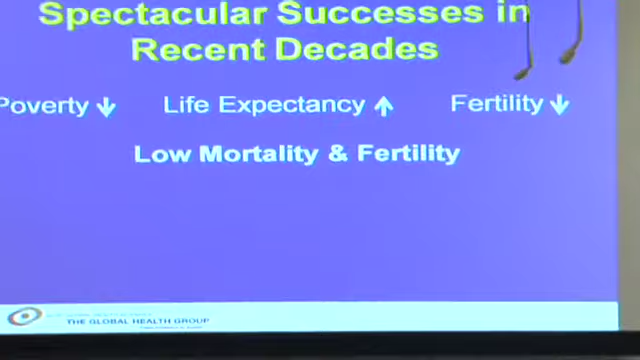 Spectacular Successes in
Recent Decades
Poverty ↓ Life Expectancy ↑ Fertility ↓
Low Mortality & Fertility
THE GLOBAL HEALTH GROUP